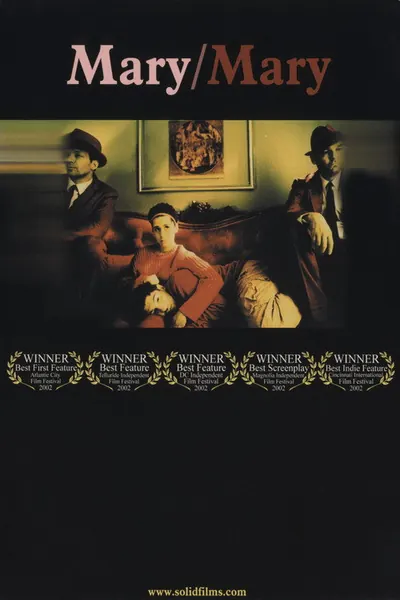 Mary/Mary
WINNER
Best First Feature
Atlantic City
Film Festival
2002
WINNER
Best Feature
Telluride Independent
Film Festival
2002
WINNER
Best Feature
DC Independent
Film Festival
2002
WINNER
Best Screenplay
Magnolia Independent
Film Festival
2002
WINNER
Best Indie Feature
Cincinnati International
Film Festival
2002
www.solidfilms.com